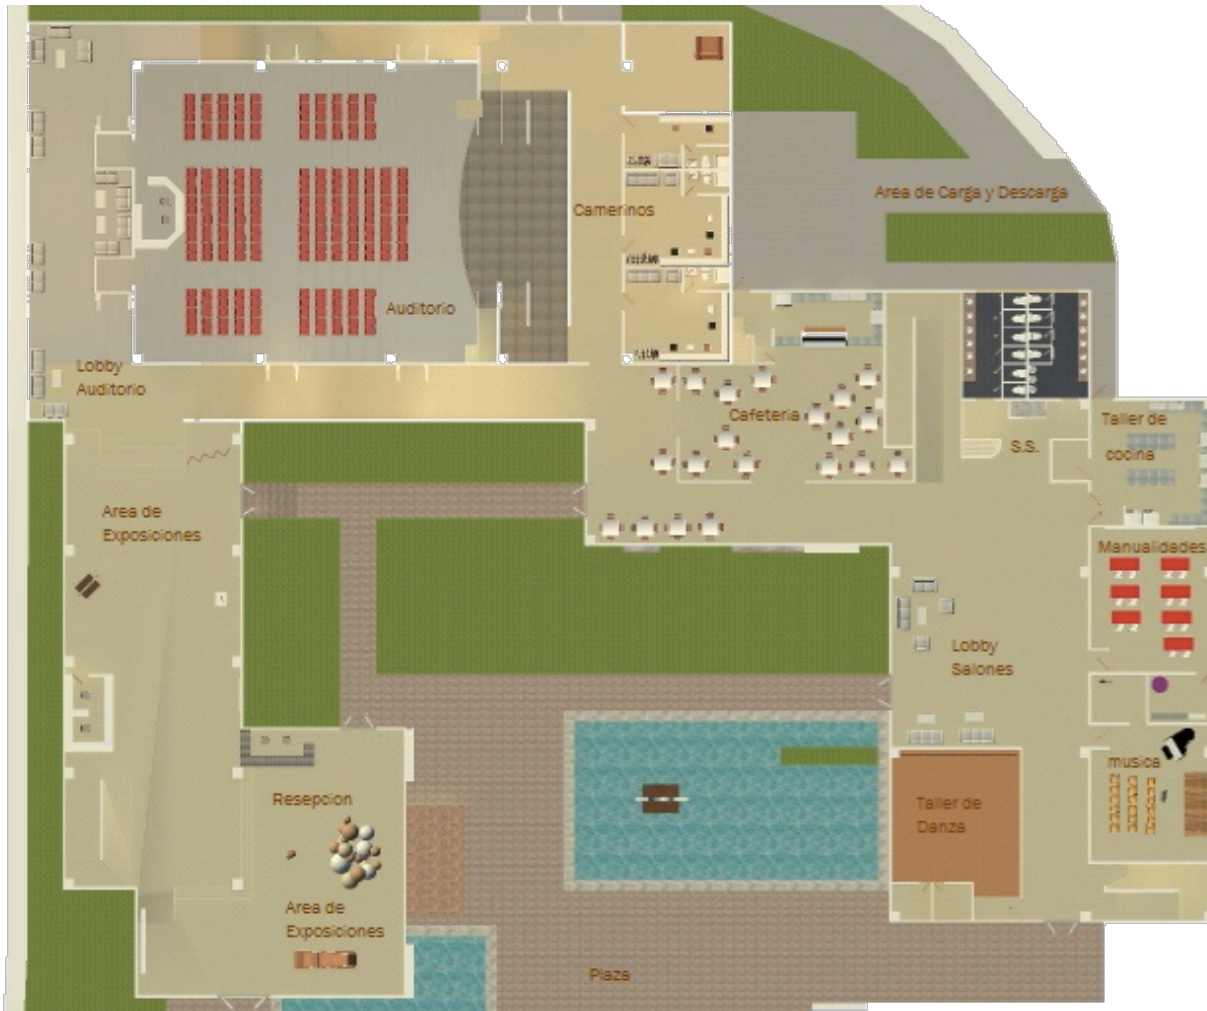 Area de Carga y Descarga
Camerinos
Auditorio
Lobby
Auditorio
Cafeteria
Taller de
cocina
S.S.
Area de
Exposiciones
Manualidades
Lobby
Salones
musica
Resepcion
Taller de
Danza
Area de
Exposiciones
Plaza